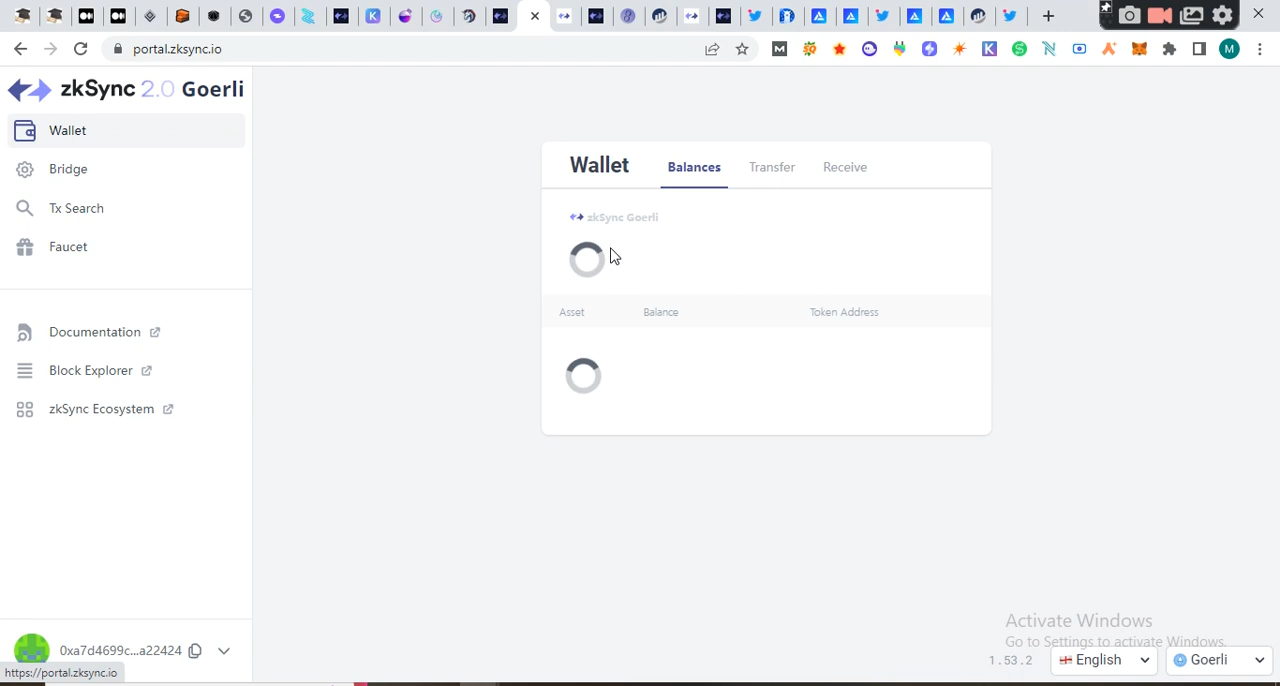 portal.zksync.io
zkSync 2.0 Goerli
Wallet
Bridge
Tx Search
Faucet
Documentation
Block Explorer
zkSync Ecosystem
0xa7d4699c...a22424
https://portal.zksync.io
Wallet Balances Transfer Receive
zkSync Goerli
Asset Balance Token Address
Activate Windows
Go to Settings to activate Windows.
1.53.2 English Goerli
M